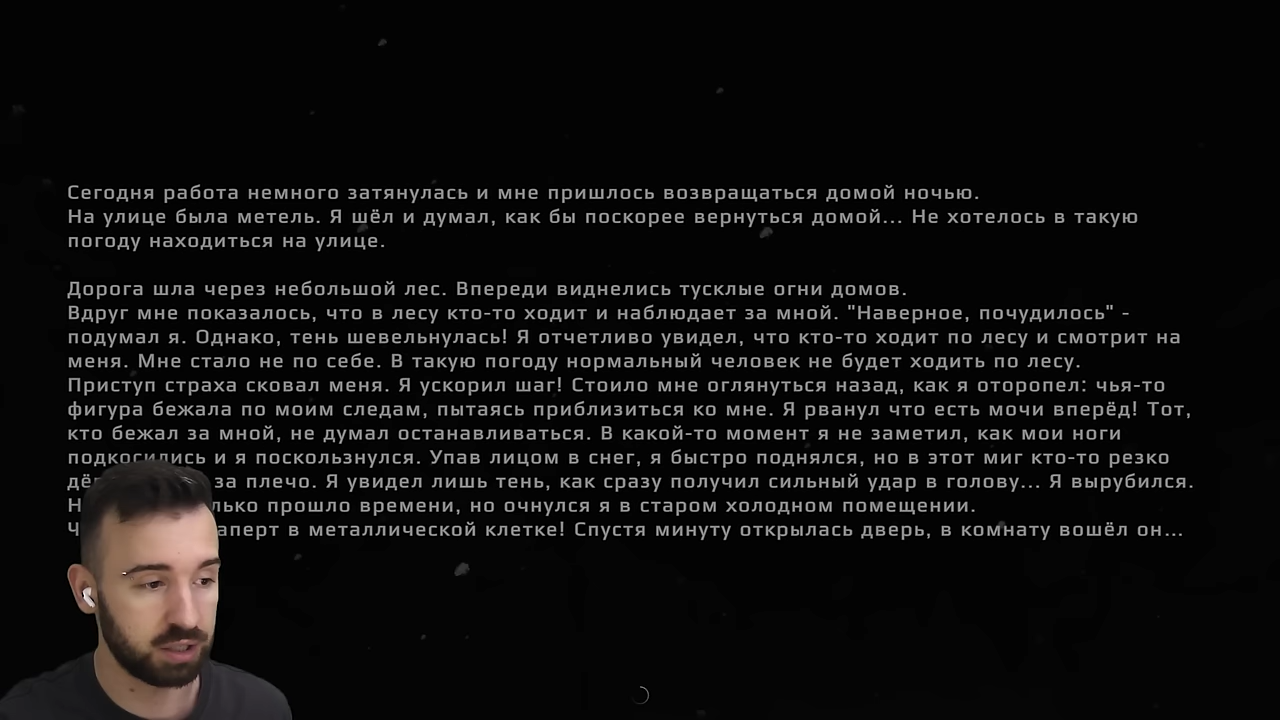 Сегодня работа немного затянулась и мне пришлось возвращаться домой ночью.
На улице была метель. Я шёл и думал, как бы поскорее вернуться домой... Не хотелось в такую
погоду находиться на улице.
Дорога шла через небольшой лес. Впереди виднелись тусклые огни домов.
Вдруг мне показалось, что в лесу кто-то ходит и наблюдает за мной. "Наверное, почудилось" -
подумал я. Однако, тень шевельнулась! Я отчетливо увидел, что кто-то ходит по лесу и смотрит на
меня. Мне стало не по себе. В такую погоду нормальный человек не будет ходить по лесу.
Приступ страха сковал меня. Я ускорил шаг! Стоило мне оглянуться назад, как я оторопел: чья-то
фигура бежала по моим следам, пытаясь приблизиться ко мне. Я рванул что есть мочи вперёд! Тот,
кто бежал за мной, не думал останавливаться. В какой-то момент я не заметил, как мои ноги
подкосились и я поскользнулся. Упав лицом в снег, я быстро поднялся, но в этот миг кто-то резко
за плечо. Я увидел лишь тень, как сразу получил сильный удар в голову... Я вырубился.
прошло времени, но очнулся я в старом холодном помещении.
в металлической клетке! Спустя минуту открылась дверь, в комнату вошёл он...